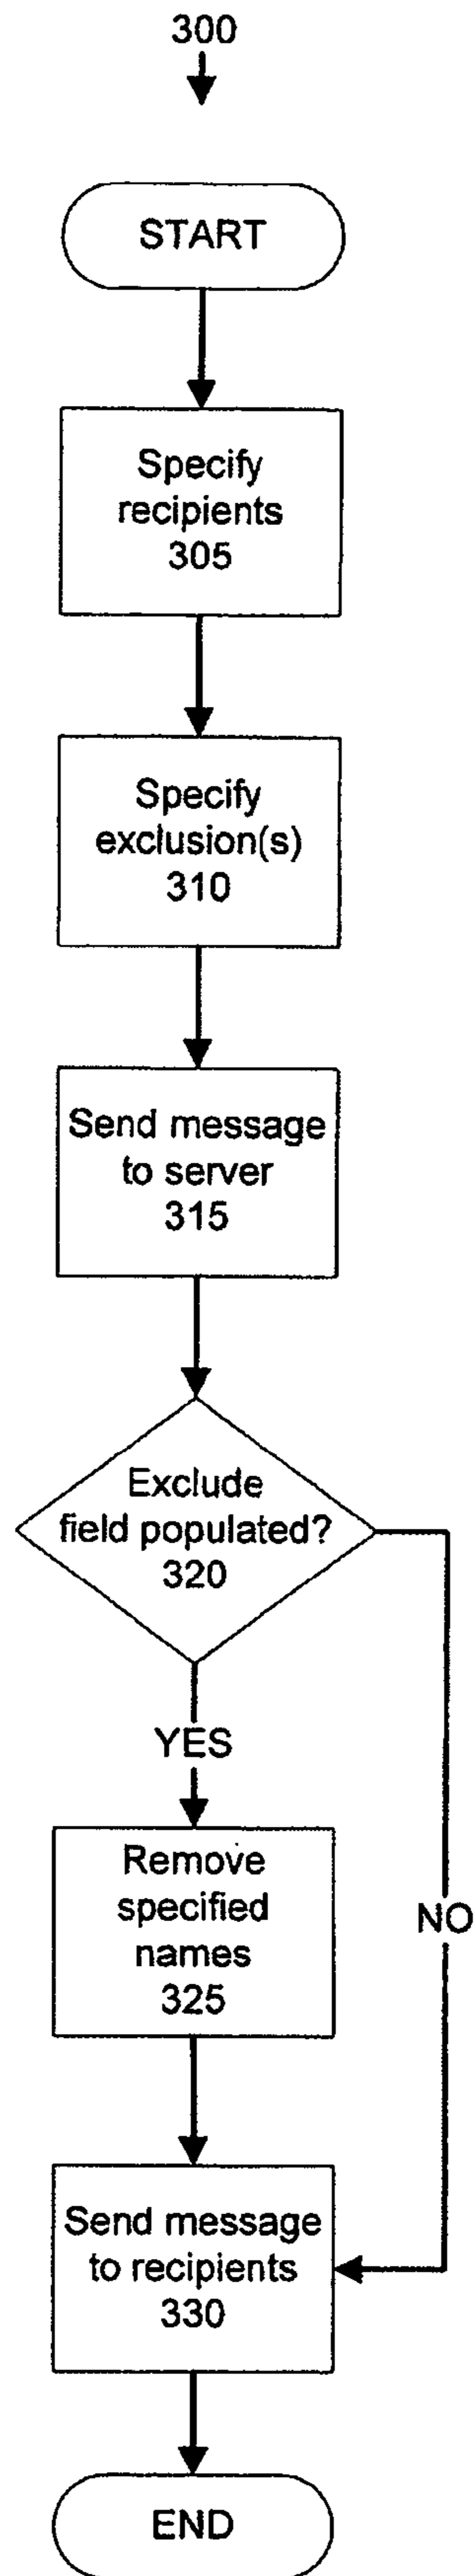 300
START
Specify
recipients
305
Specify
exclusion(s)
310
Send message
to server
315
Exclude
field populated?
320
YES
Remove
specified
names
325
NO
Send message
to recipients
330
END